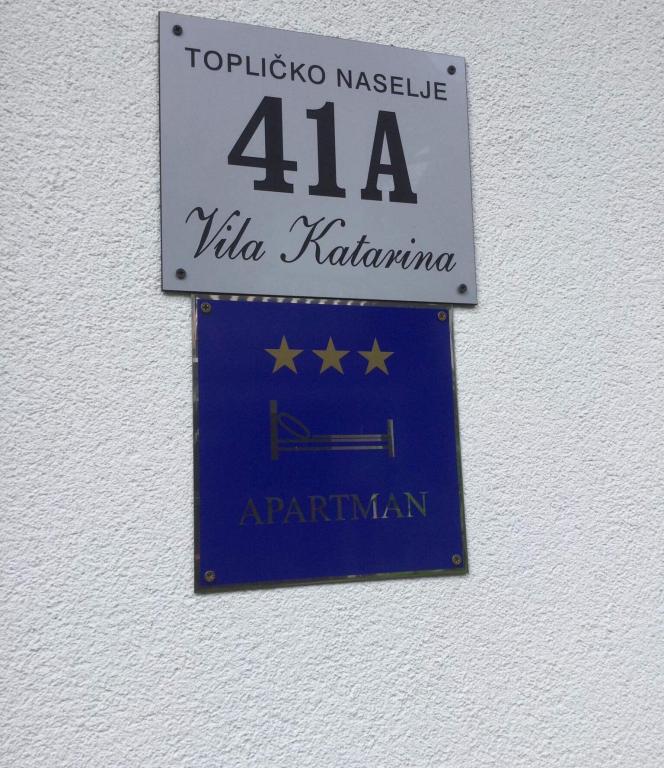 TOPLIČKO NASELJE
41A
Vila Katarina
APARTMAN